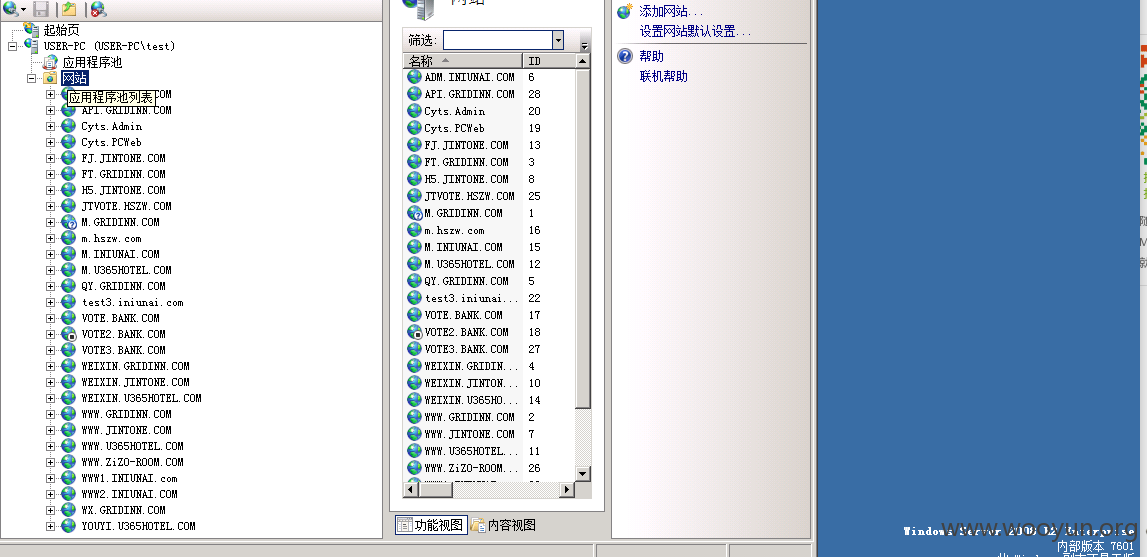 起始页
USER-PC (USER-PC\test)
应用程序池
网站
应用程序池列表
OM
API.GRIDINN.COM
Cyts.Admin
Cyts.PCWeb
FJ.JINTONE.COM
FT.GRIDINN.COM
H5.JINTONE.COM
JTVOTE.HSZW.COM
M.GRIDINN.COM
m.hszw.com
M.INIUNAI.COM
M.U365HOTEL.COM
QY.GRIDINN.COM
test3.iniunai.com
VOTE.BANK.COM
VOTE2.BANK.COM
VOTE3.BANK.COM
WEIXIN.GRIDINN.COM
WEIXIN.JINTONE.COM
WEIXIN.U365HOTEL.COM
WWW.GRIDINN.COM
WWW.JINTONE.COM
WWW.U365HOTEL.COM
WWW.ZiZO-ROOM.COM
WWW1.INIUNAI.com
WWW2.INIUNAI.COM
WX.GRIDINN.COM
YOUYI.U365HOTEL.COM
网站
筛选:
名称 ID
ADM.INIUNAI.COM 6
API.GRIDINN.COM 28
Cyts.Admin 20
Cyts.PCWeb 19
FJ.JINTONE.COM 13
FT.GRIDINN.COM 3
H5.JINTONE.COM 8
JTVOTE.HSZW.COM 25
M.GRIDINN.COM 1
m.hszw.com 16
M.INIUNAI.COM 15
M.U365HOTEL.COM 12
QY.GRIDINN.COM 5
test3.iniunai... 22
VOTE.BANK.COM 17
VOTE2.BANK.COM 18
VOTE3.BANK.COM 27
WEIXIN.GRIDIN... 4
WEIXIN.JINTON... 10
WEIXIN.U365HO... 14
WWW.GRIDINN.COM 2
WWW.JINTONE.COM 7
WWW.U365HOTEL... 11
WWW.ZiZO-ROOM... 26
功能视图 内容视图
添加网站...
设置网站默认设置...
帮助
联机帮助
Windows Server 2008 R2 Enterprise
www.wooyun.org
内部版本 7601